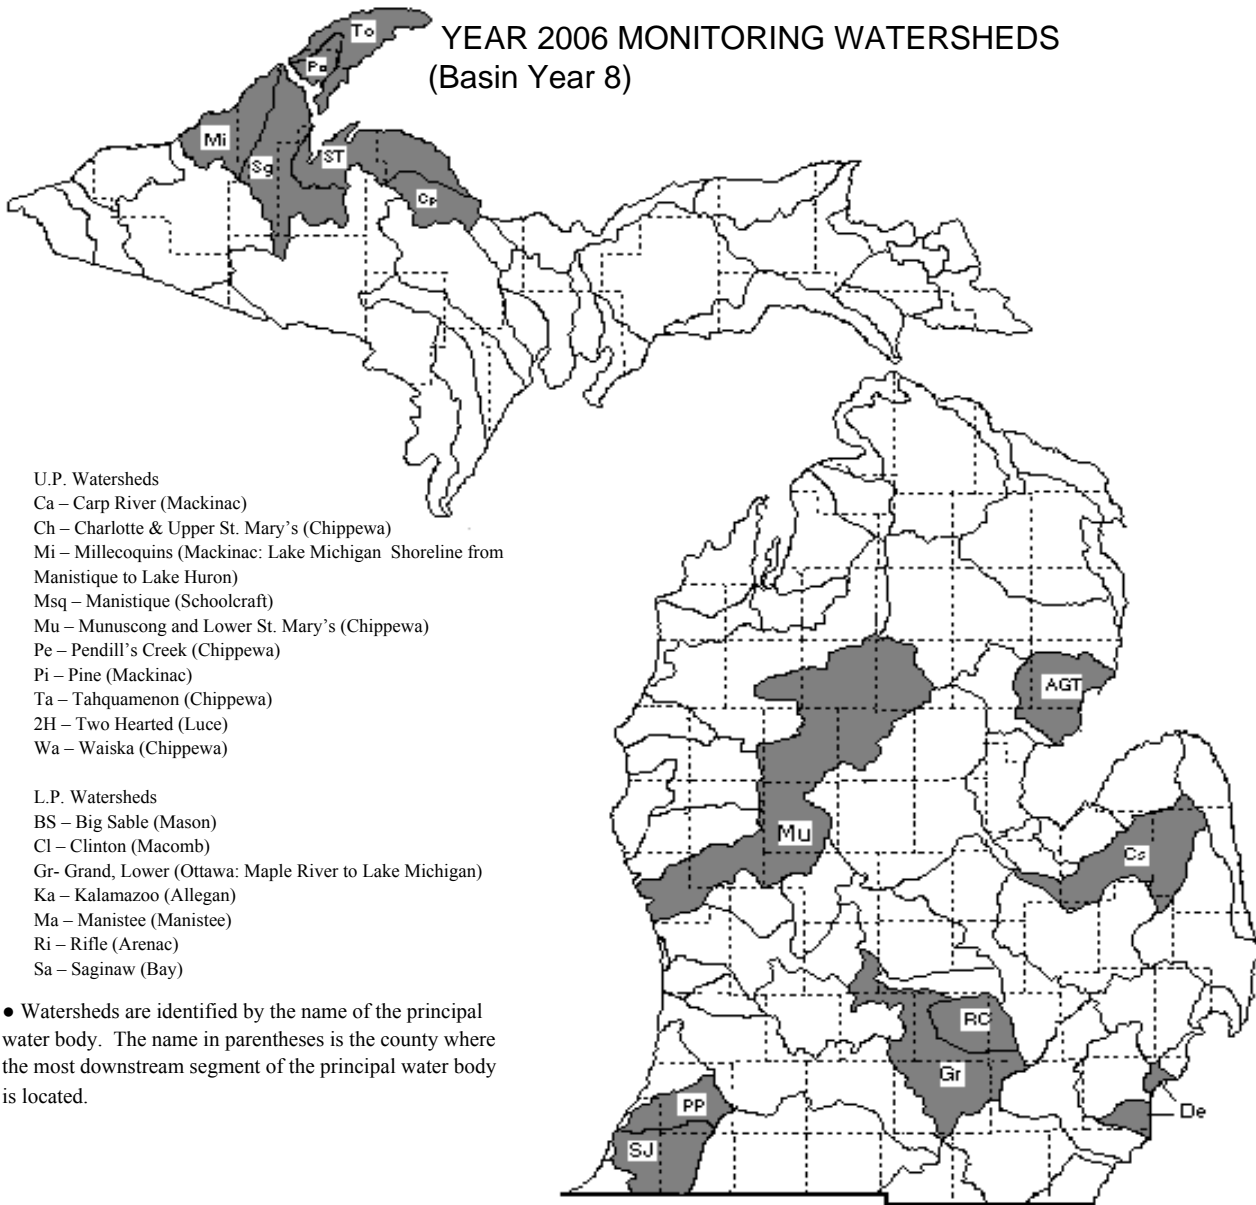 YEAR 2006 MONITORING WATERSHEDS
(Basin Year 8)
To
Pe
Mi
Sg
ST
Cp
U.P. Watersheds
Ca – Carp River (Mackinac)
Ch – Charlotte & Upper St. Mary’s (Chippewa)
Mi – Millecoquins (Mackinac: Lake Michigan Shoreline from
Manistique to Lake Huron)
Msq – Manistique (Schoolcraft)
Mu – Munuscong and Lower St. Mary’s (Chippewa)
Pe – Pendill’s Creek (Chippewa)
Pi – Pine (Mackinac)
Ta – Tahquamenon (Chippewa)
2H – Two Hearted (Luce)
Wa – Waiska (Chippewa)
L.P. Watersheds
BS – Big Sable (Mason)
Cl – Clinton (Macomb)
Gr- Grand, Lower (Ottawa: Maple River to Lake Michigan)
Ka – Kalamazoo (Allegan)
Ma – Manistee (Manistee)
Ri – Rifle (Arenac)
Sa – Saginaw (Bay)
● Watersheds are identified by the name of the principal
water body. The name in parentheses is the county where
the most downstream segment of the principal water body
is located.
AGT
Mu
Cs
RC
Gr
PP
De
SJ